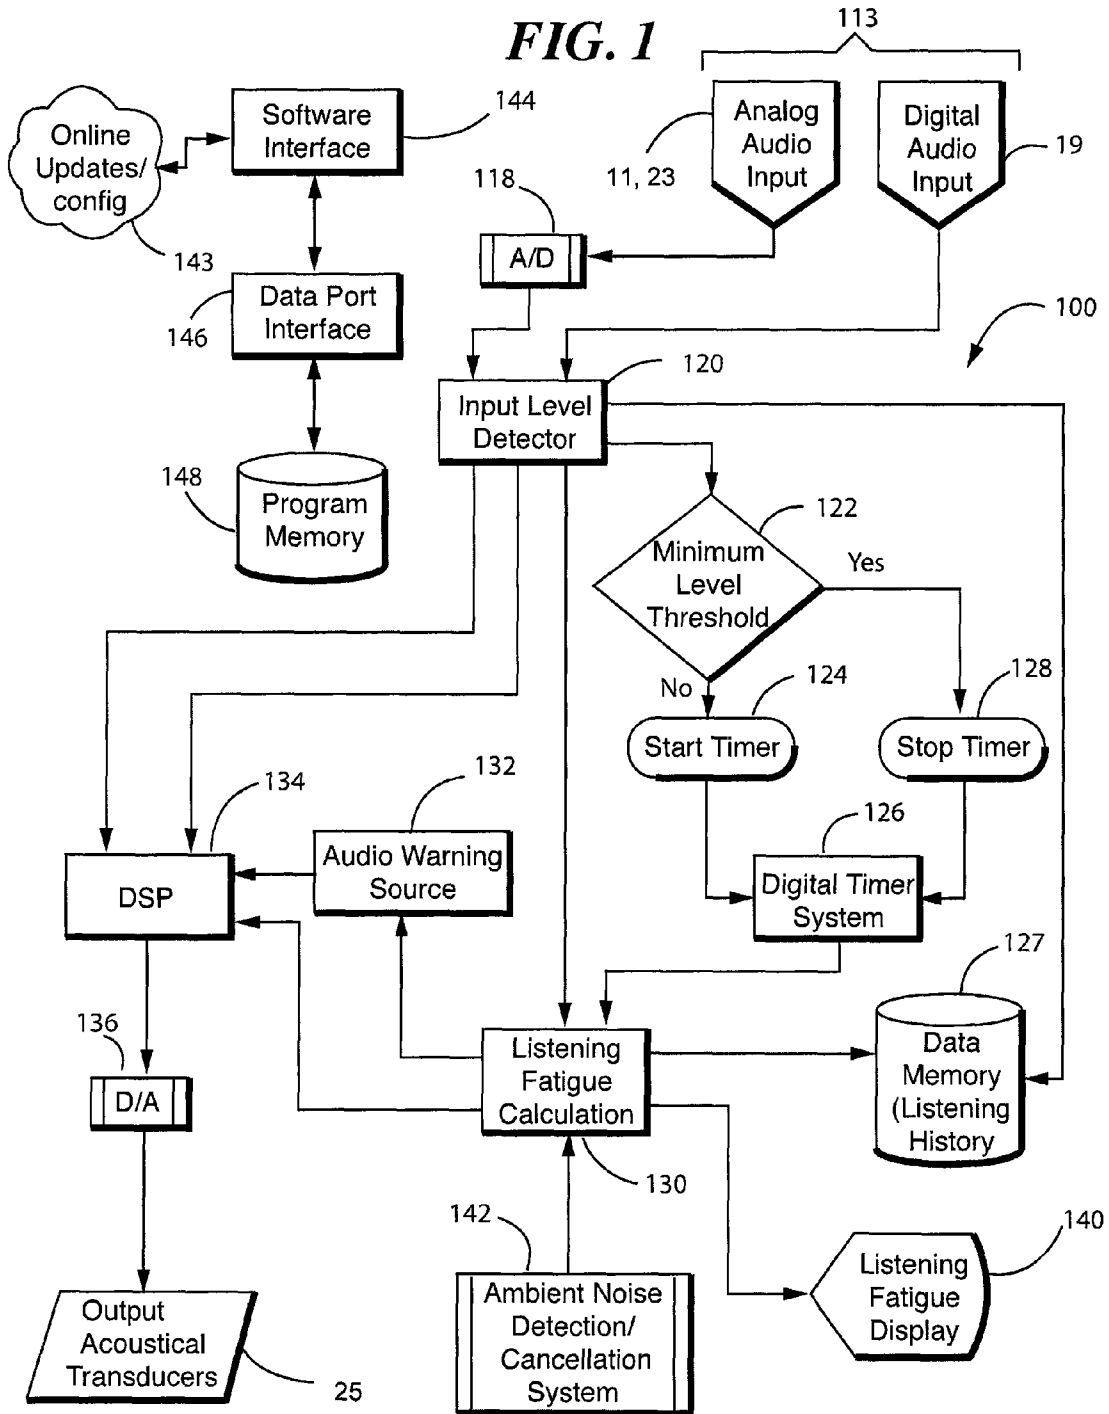 FIG. 1
113
Online
Updates/
config
143
Software
Interface
144
Analog
Audio
Input
11, 23
Digital
Audio
Input
19
118
A/D
Data Port
Interface
146
100
120
Input Level
Detector
148
Program
Memory
122
Minimum
Level
Threshold
Yes
No
124
Start Timer
128
Stop Timer
134
DSP
132
Audio Warning
Source
126
Digital Timer
System
127
Data
Memory
(Listening
History
136
D/A
Listening
Fatigue
Calculation
130
142
Ambient Noise
Detection/
Cancellation
System
140
Listening
Fatigue
Display
Output
Acoustical
Transducers
25